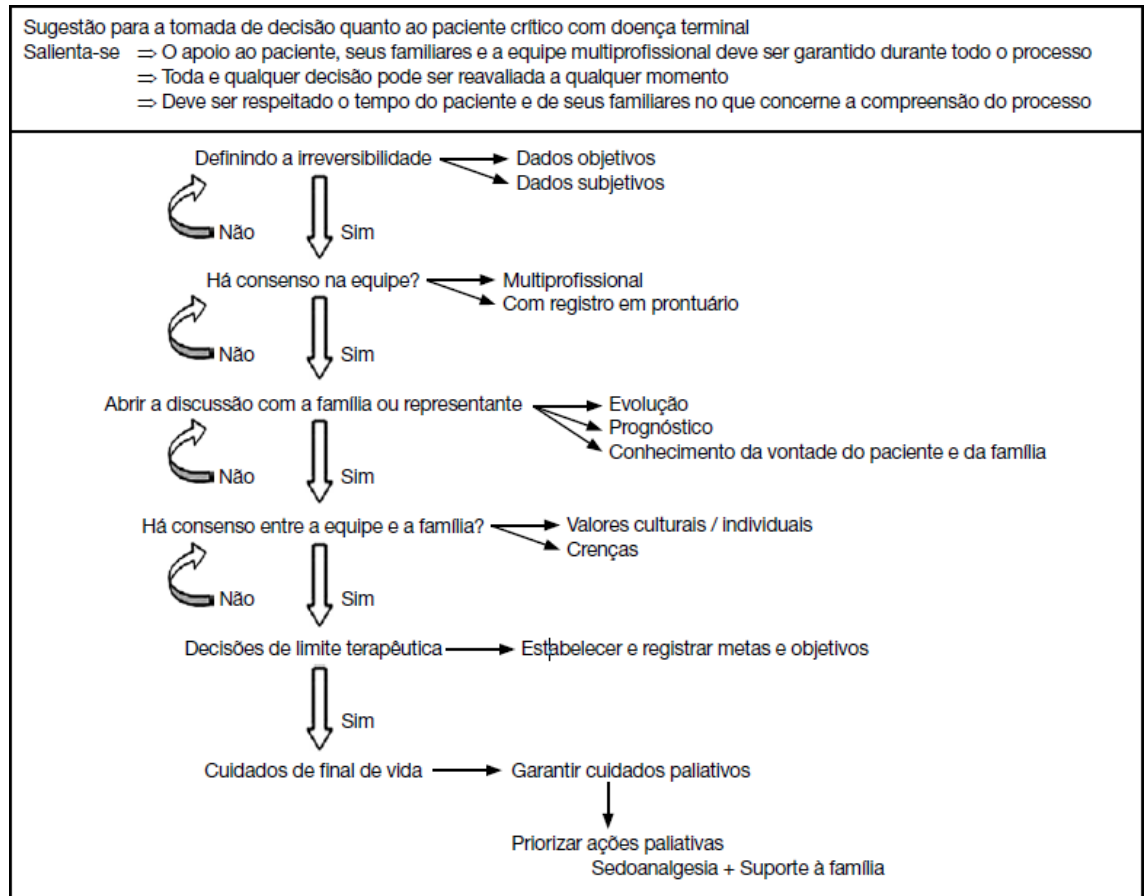 Sugestão para a tomada de decisão quanto ao paciente crítico com doença terminal
Salienta-se ⇒ O apoio ao paciente, seus familiares e a equipe multiprofissional deve ser garantido durante todo o processo
⇒ Toda e qualquer decisão pode ser reavaliada a qualquer momento
⇒ Deve ser respeitado o tempo do paciente e de seus familiares no que concerne a compreensão do processo
Definindo a irreversibilidade
Dados objetivos
Dados subjetivos
Não
Sim
Há consenso na equipe?
Multiprofissional
Com registro em prontuário
Não
Sim
Abrir a discussão com a família ou representante
Evolução
Prognóstico
Conhecimento da vontade do paciente e da família
Não
Sim
Há consenso entre a equipe e a família?
Valores culturais / individuais
Crenças
Não
Sim
Decisões de limite terapêutica
Estabelecer e registrar metas e objetivos
Sim
Cuidados de final de vida
Garantir cuidados paliativos
Priorizar ações paliativas
Sedoanalgesia + Suporte à família